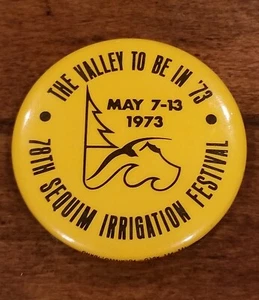 THE VALLEY TO BE IN '73
MAY 7-13
1973
78TH SEQUIM IRRIGATION FESTIVAL